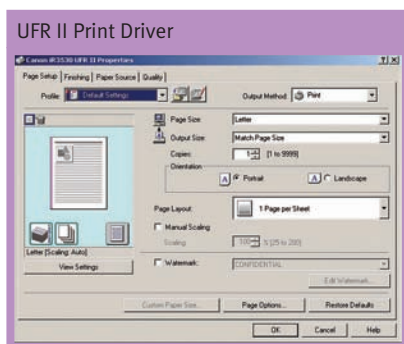 UFR II Print Driver
Canon iR3530 UFR II Properties
Page Setup Finishing Paper Source Quality
Profile: Default Settings Output Method: Print
Page Size: Letter
Output Size: Match Page Size
Copies: 1 [1 to 9999]
Orientation
A Portrait A Landscape
Page Layout: 1 Page per Sheet
Manual Scaling
Scaling: 100 % [25 to 200]
Letter [Scaling: Auto]
View Settings
Watermark: CONFIDENTIAL
Edit Watermark...
Custom Paper Size... Page Options... Restore Defaults
OK Cancel Help